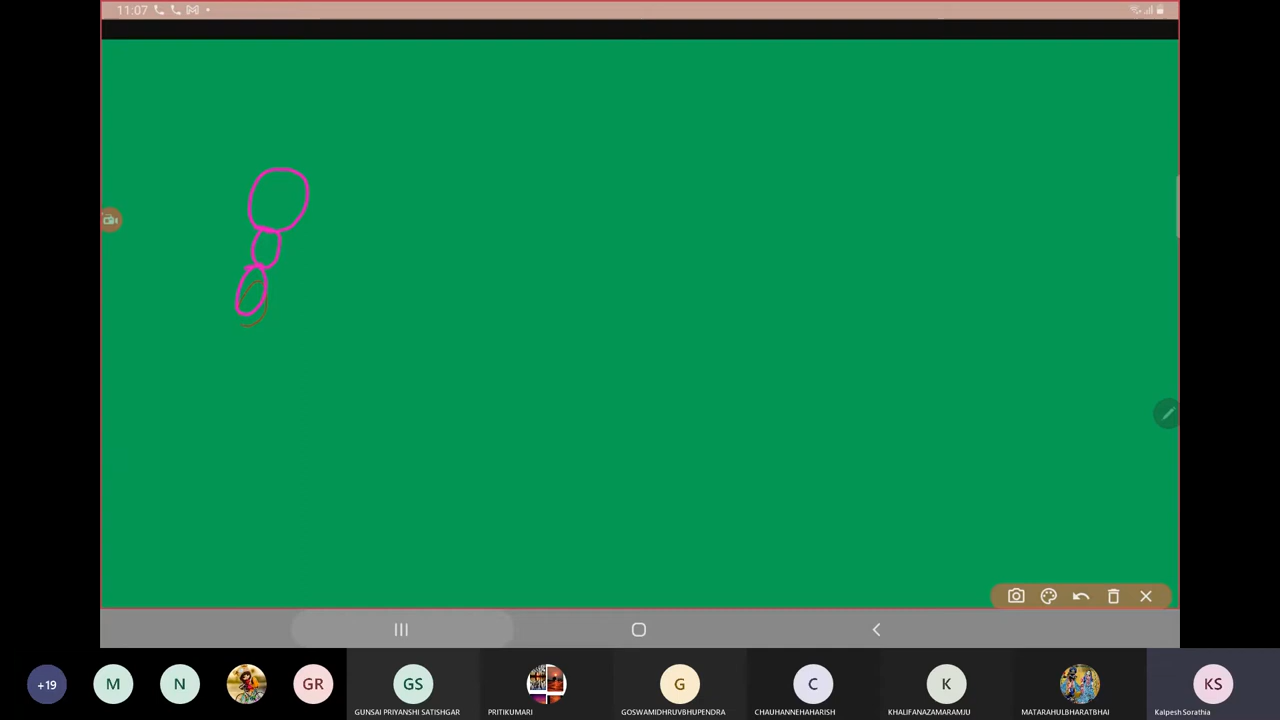 11:07
+19
M
N
GR
GS
G
C
K
KS
GUNSAI PRIYANSHI SATISHGAR
PRITIKUMARI
GOSWAMIDHRUVBHUPENDRA
CHAUHANNEHAHARISH
KHALIFANAZAMARAMJU
MATARAHULBHARATBHAI
Kalpesh Sorathia